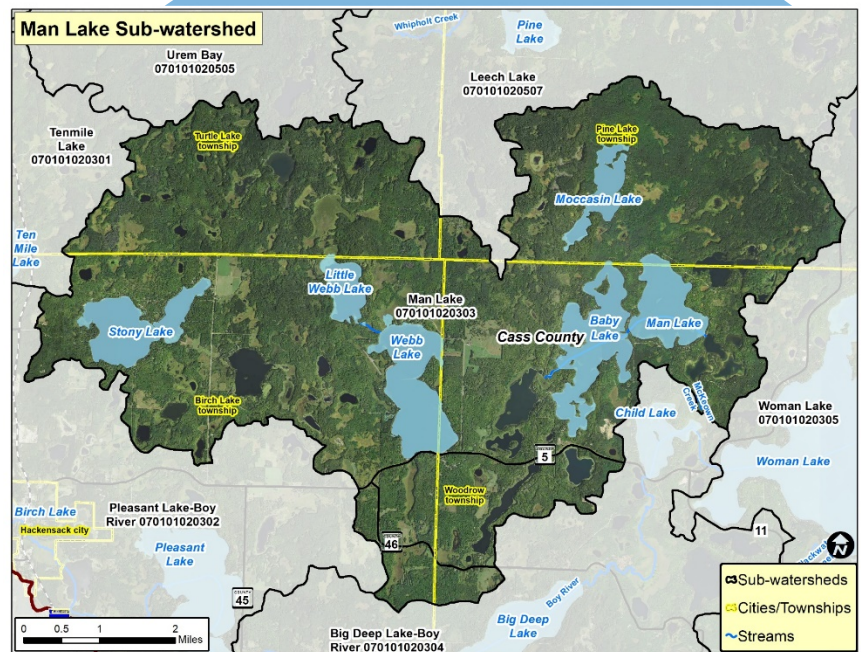 Man Lake Sub-watershed
Whipholt Creek
Pine
Lake
Urem Bay
070101020505
Leech Lake
070101020507
Tenmile
Lake
070101020301
Turtle Lake
township
Pine Lake
township
Moccasin Lake
Ten
Mile
Lake
Little
Webb Lake
Man Lake
070101020303
Stony Lake
Webb
Lake
Cass County
Baby
Lake
Man Lake
Birch Lake
township
Child Lake
McKeown
Creek
Woman Lake
070101020305
Woman Lake
5
Woodrow
township
Birch Lake
Hackensack city
Pleasant Lake-Boy
River 070101020302
Pleasant
Lake
46
11
N
COUNTY
45
Boy River
Big Deep
Lake
Big Deep Lake-Boy
River 070101020304
0 0.5 1 2
Miles
Sub-watersheds
Cities/Townships
Streams